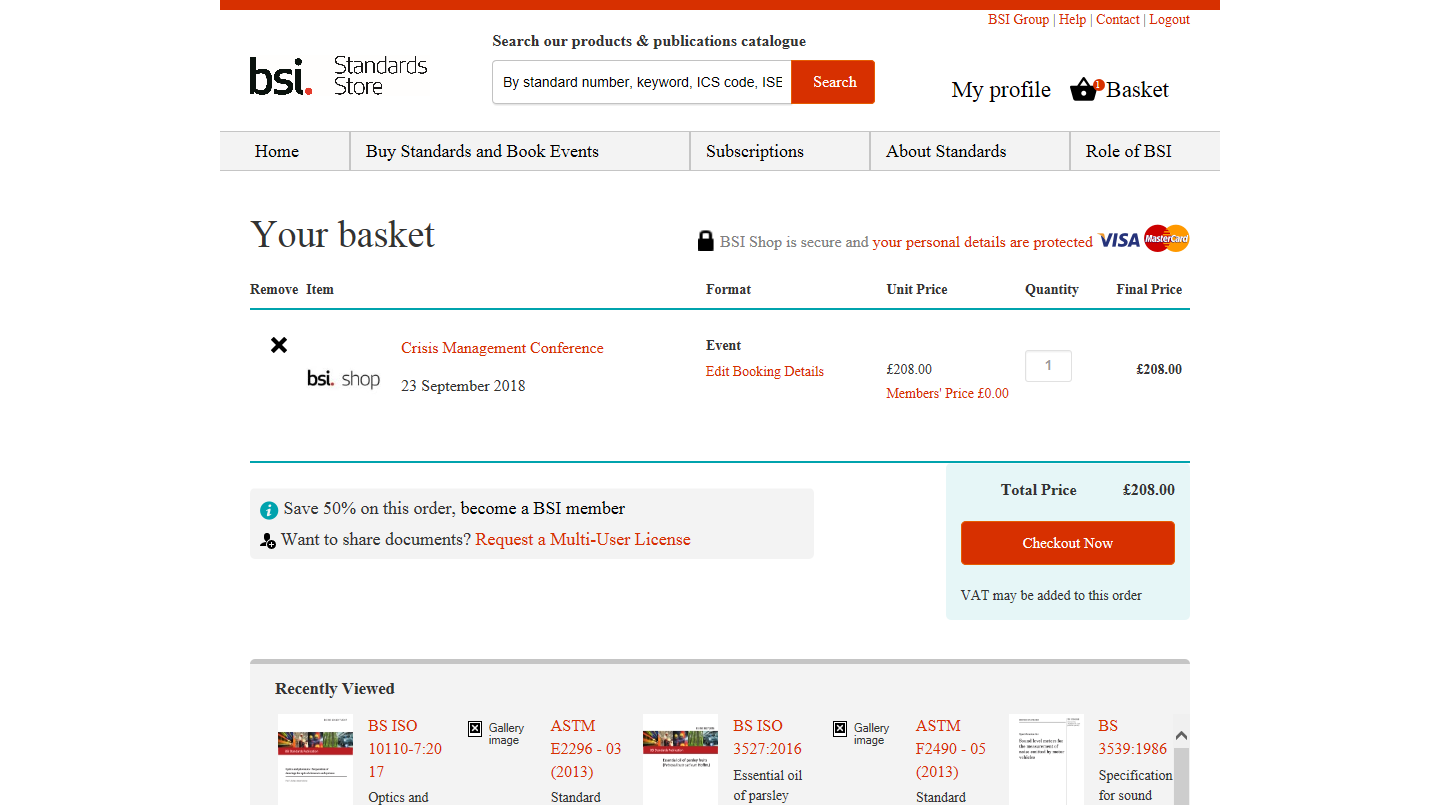 BSI Group | Help | Contact | Logout
Search our products & publications catalogue
bsi. Standards Store
By standard number, keyword, ICS code, ISE
Search
My profile
1
Basket
Home
Buy Standards and Book Events
Subscriptions
About Standards
Role of BSI
Your basket
BSI Shop is secure and your personal details are protected
VISA
MasterCard
Remove Item Format Unit Price Quantity Final Price
Crisis Management Conference
bsi. shop
23 September 2018
Event
Edit Booking Details
£208.00
Members' Price £0.00
1
£208.00
Save 50% on this order, become a BSI member
Want to share documents? Request a Multi-User License
Total Price £208.00
Checkout Now
VAT may be added to this order
Recently Viewed
BS ISO
10110-7:20
17
Optics and
Gallery
image
ASTM
E2296 - 03
(2013)
Standard
BS ISO
3527:2016
Essential oil
of parsley
Gallery
image
ASTM
F2490 - 05
(2013)
Standard
BS
3539:1986
Specification
for sound